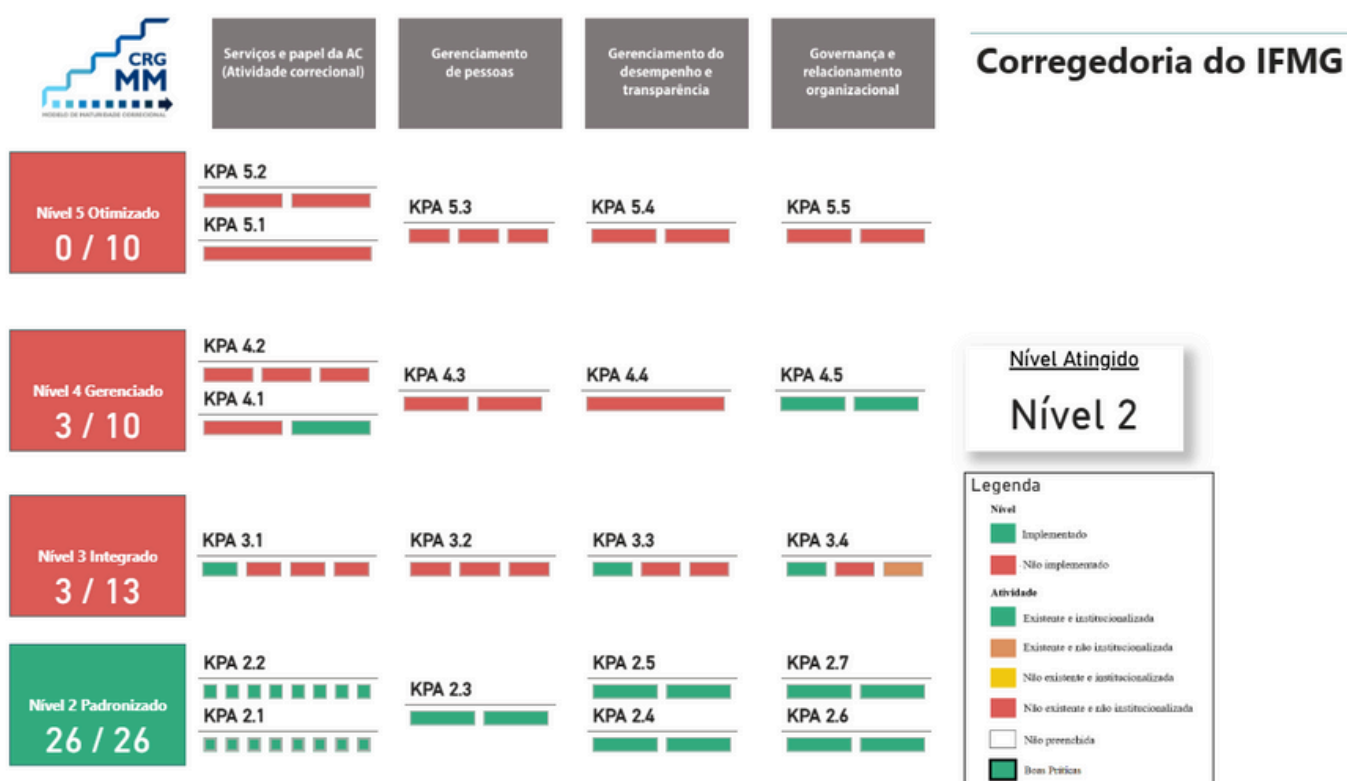 CRG
MM
MODELO DE MATURIDADE CORRECIONAL
Serviços e papel da AC
(Atividade correcional)
Gerenciamento
de pessoas
Gerenciamento do
desempenho e
transparência
Governança e
relacionamento
organizacional
Corregedoria do IFMG
Nível 5 Otimizado
0 / 10
KPA 5.2
KPA 5.1
KPA 5.3
KPA 5.4
KPA 5.5
Nível 4 Gerenciado
3 / 10
KPA 4.2
KPA 4.1
KPA 4.3
KPA 4.4
KPA 4.5
Nível Atingido
Nível 2
Nível 3 Integrado
3 / 13
KPA 3.1
KPA 3.2
KPA 3.3
KPA 3.4
Nível 2 Padronizado
26 / 26
KPA 2.2
KPA 2.1
KPA 2.3
KPA 2.5
KPA 2.4
KPA 2.7
KPA 2.6
Legenda
Nível
Implementado
Não implementado
Atividade
Existente e institucionalizada
Existente e não institucionalizada
Não existente e institucionalizada
Não existente e não institucionalizada
Não preenchida
Boas Práticas